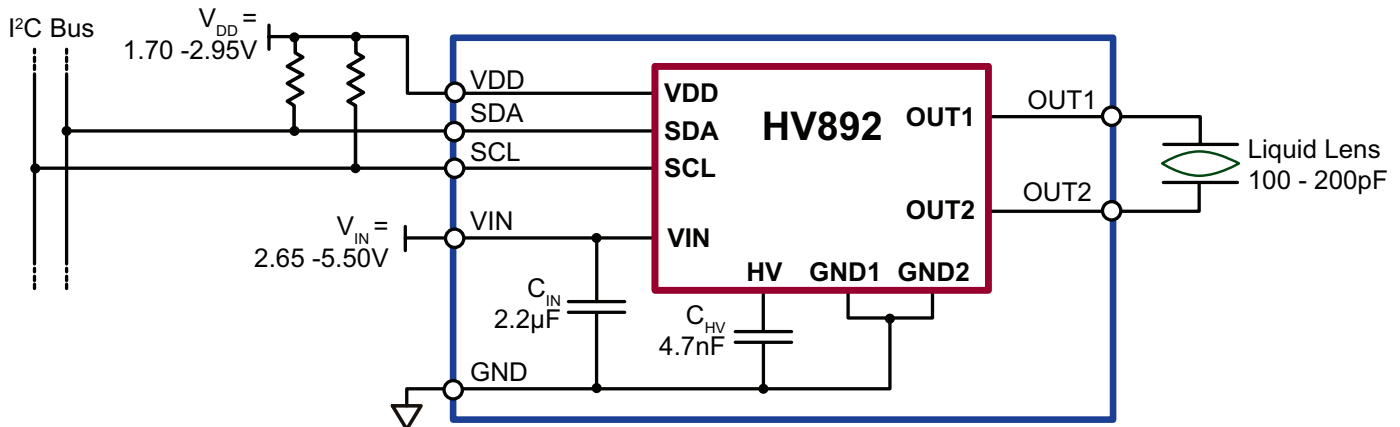 I²C Bus
V_DD =
1.70 -2.95V
VDD
SDA
SCL
V_IN =
2.65 -5.50V
VIN
C_IN
2.2µF
GND
VDD
SDA
SCL
VIN
HV892
OUT1
OUT2
HV
GND1
GND2
C_HV
4.7nF
OUT1
OUT2
Liquid Lens
100 - 200pF